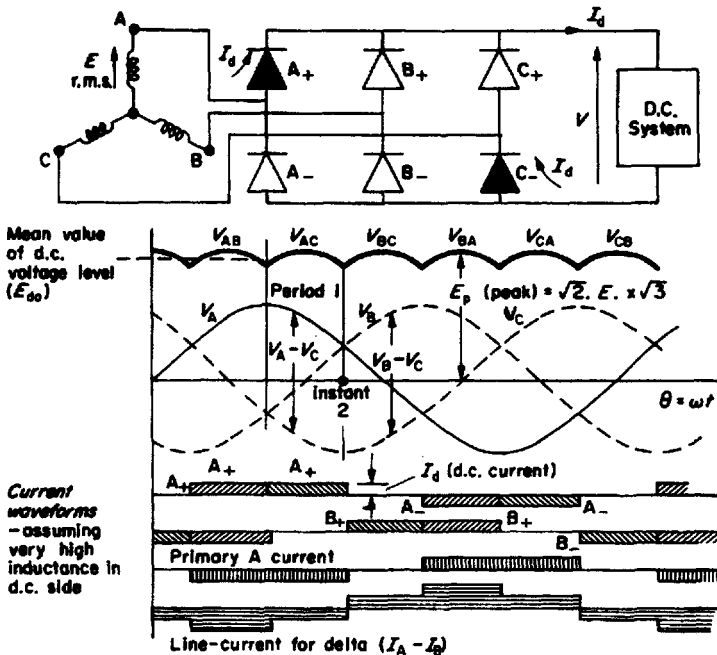 A
I_d
E
r.m.s.
I_d
A₊
B₊
C₊
V
D.C.
System
C
B
A₋
B₋
C₋
I_d
Mean value
of d.c.
voltage level
(E_do)
V_AB
V_AC
V_BC
V_BA
V_CA
V_CB
Period 1
E_p (peak) = √2. E. x √3
V_A
V_B
V_C
V_A – V_C
V_B – V_C
instant
2
θ = ωt
Current
waveforms
– assuming
very high
inductance in
d.c. side
A₊
A+
A+
I_d (d.c. current)
A₋
A₋
B₊
B₊
B₋
Primary A current
Line-current for delta (I_A – I_B)